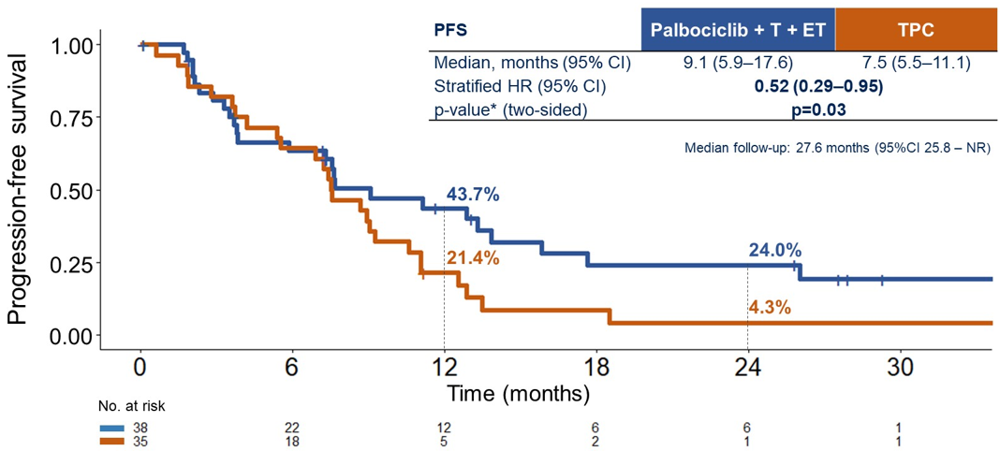 PFS Palbociclib + T + ET TPC
Median, months (95% CI) 9.1 (5.9–17.6) 7.5 (5.5–11.1)
Stratified HR (95% CI) 0.52 (0.29–0.95)
p-value* (two-sided) p=0.03
Median follow-up: 27.6 months (95%CI 25.8 – NR)
Progression-free survival
1.00
0.75
0.50
0.25
0.00
43.7%
21.4%
24.0%
4.3%
0 6 12 18 24 30
Time (months)
No. at risk
38 22 12 6 6 1
35 18 5 2 1 1